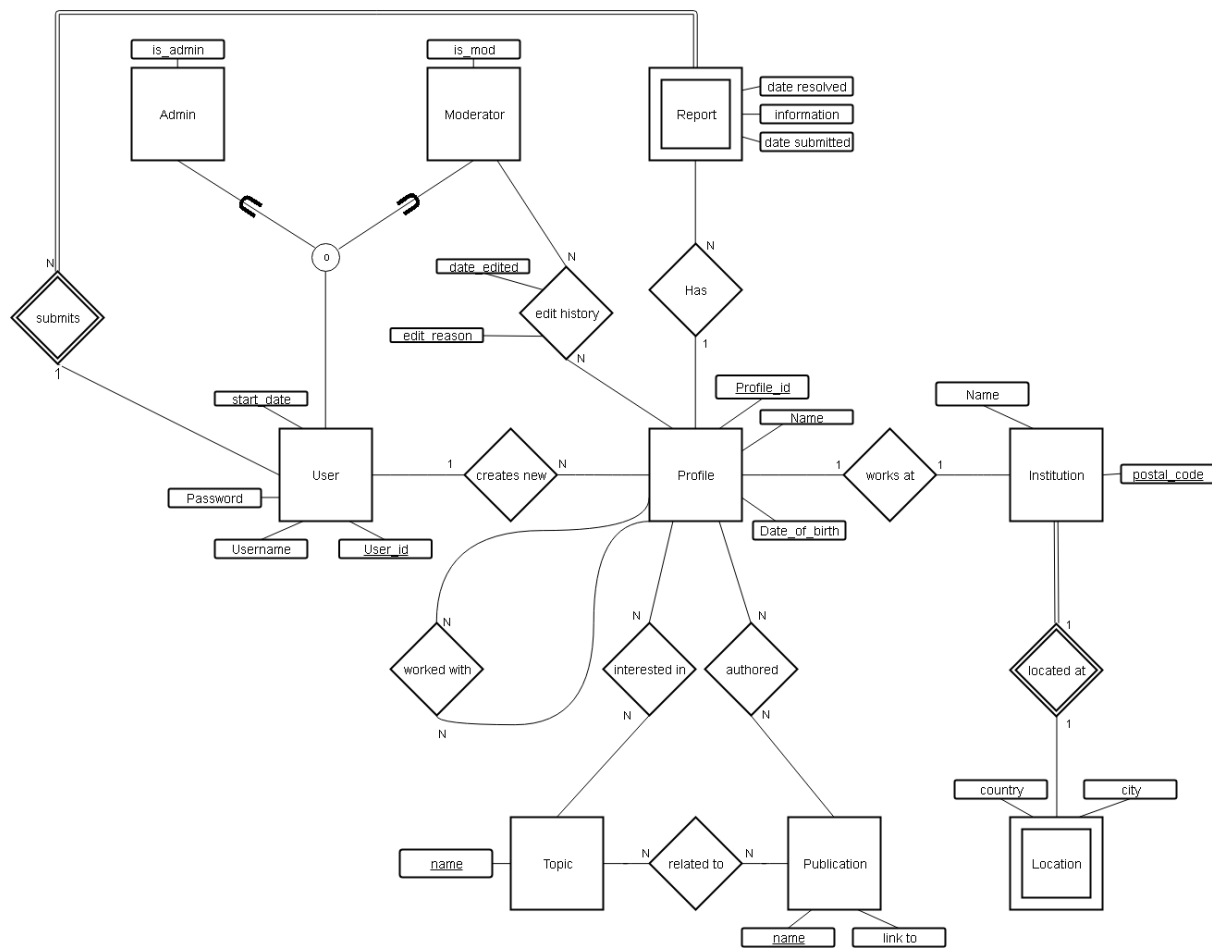 is_admin
is_mod
Admin
Moderator
Report
date resolved
information
date submitted
o
N
N
N
submits
date_edited
edit history
edit_reason
Has
1
N
1
start_date
Profile_id
Name
Name
User
1
creates new
N
Profile
1
works at
1
Institution
postal_code
Password
Username
User_id
Date_of_birth
N
N
N
1
worked with
interested in
authored
located at
N
N
N
1
country
city
name
Topic
N
related to
N
Publication
Location
name
link to